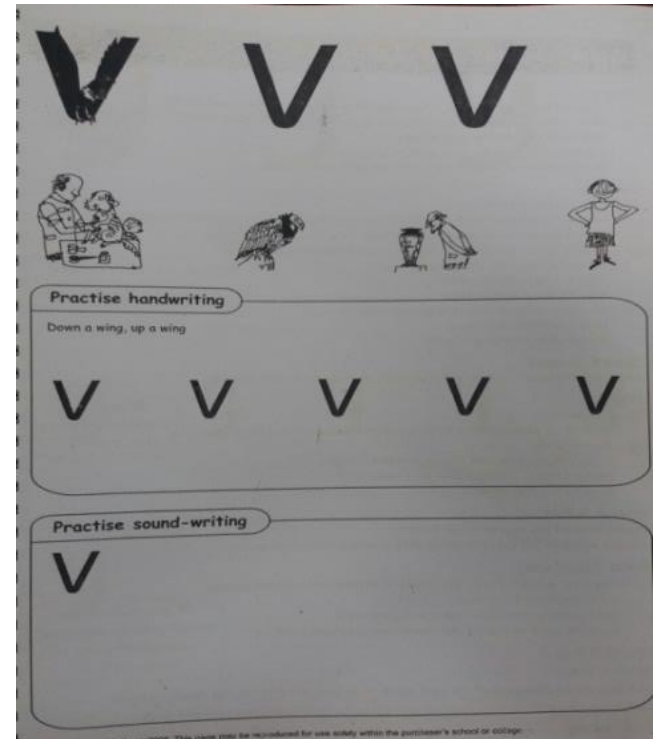 v v v
Practise handwriting
Down a wing, up a wing
v v v v v
Practise sound-writing
v
This page may be reproduced for use solely within the purchaser's school or college